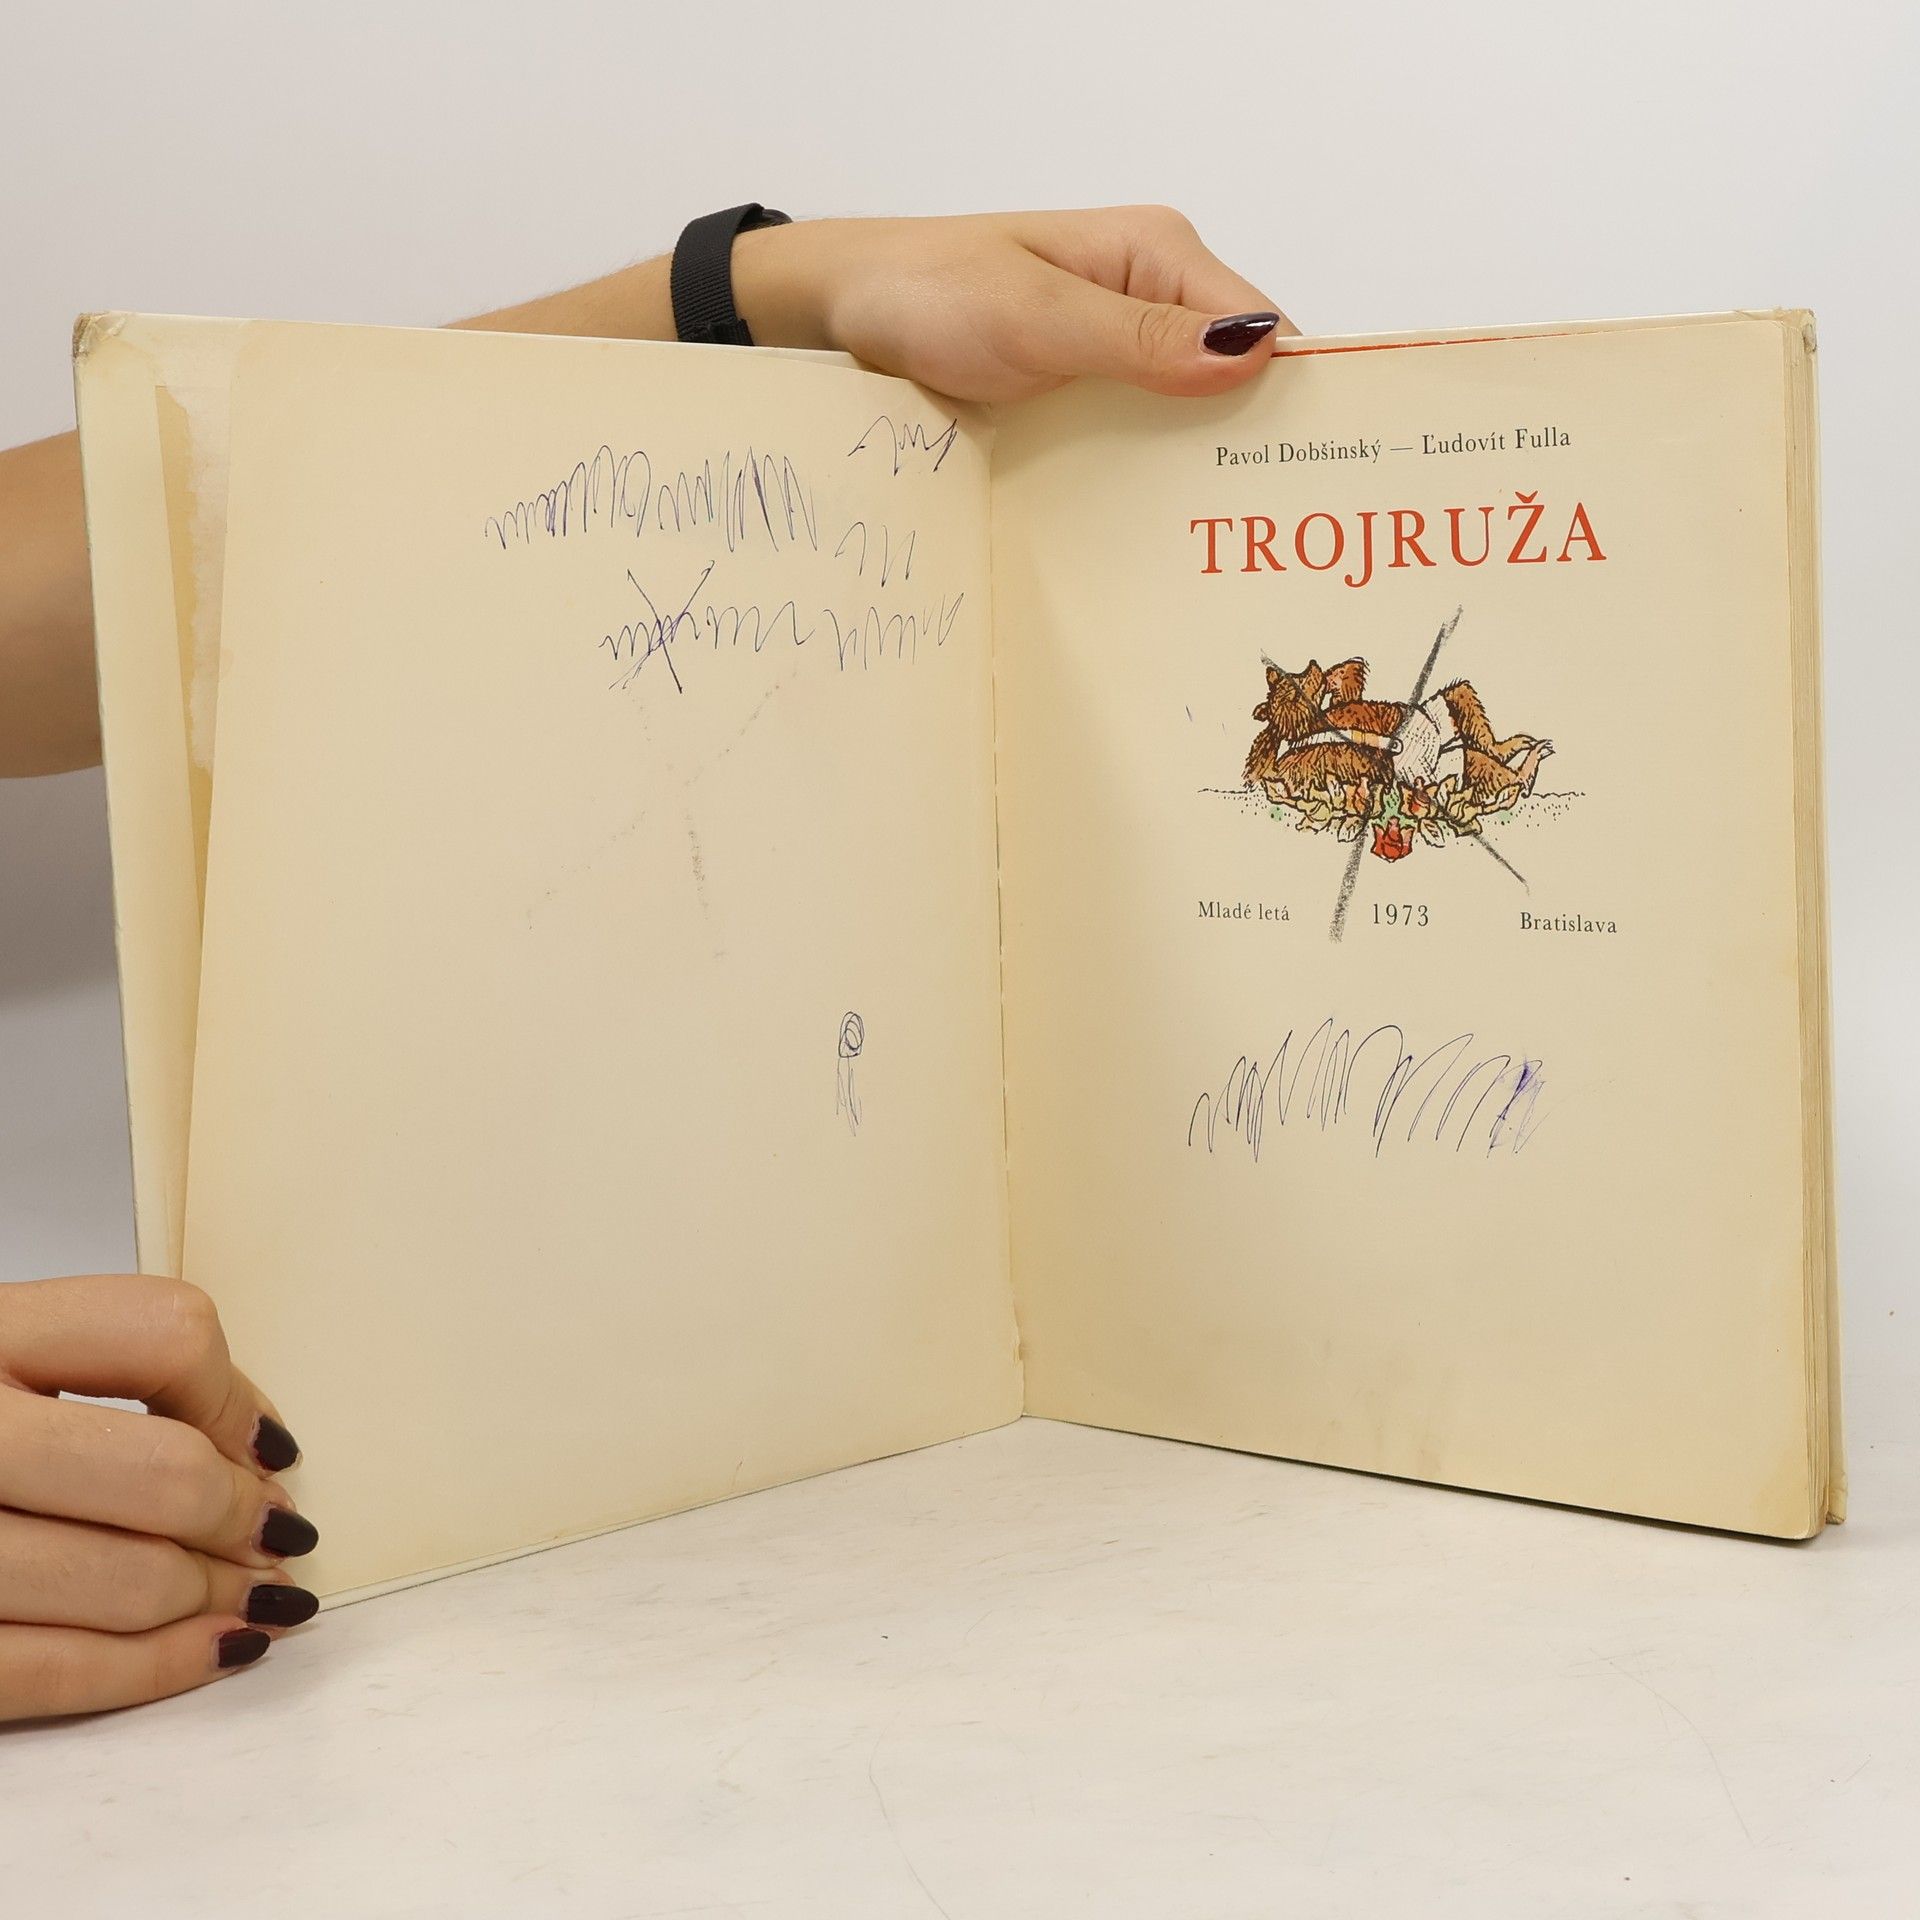 Pavol Dobšinský — Ľudovít Fulla
TROJRUŽA
Mladé letá 1973 Bratislava